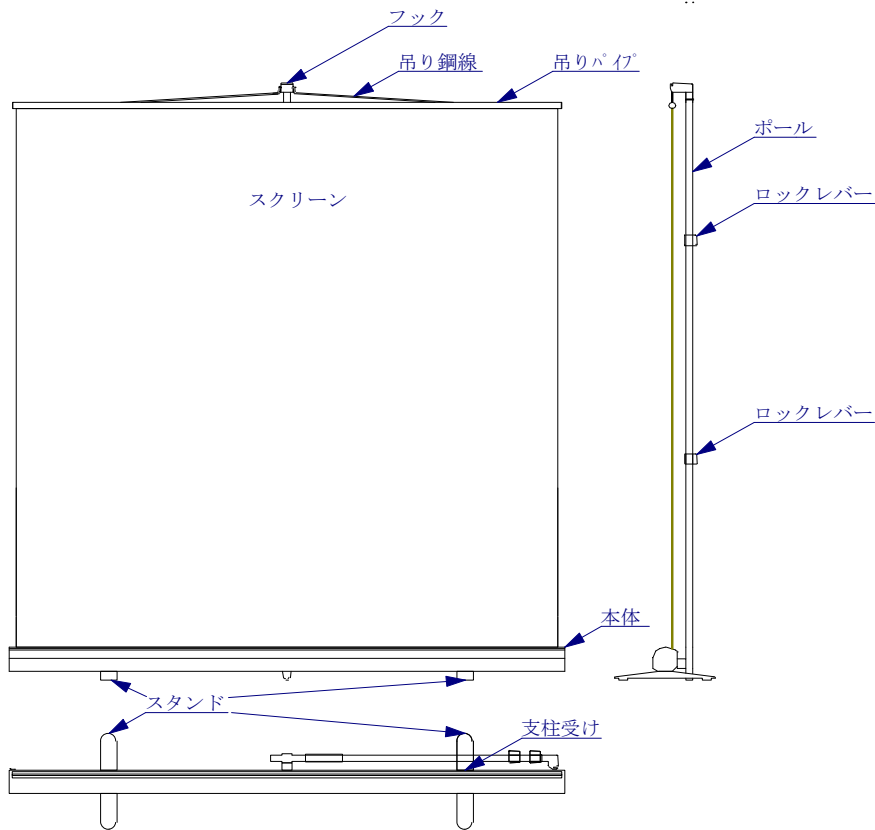 フック
吊り鋼線
吊りﾊﾟｲﾌﾟ
ポール
スクリーン
ロックレバー
ロックレバー
本体
スタンド
支柱受け